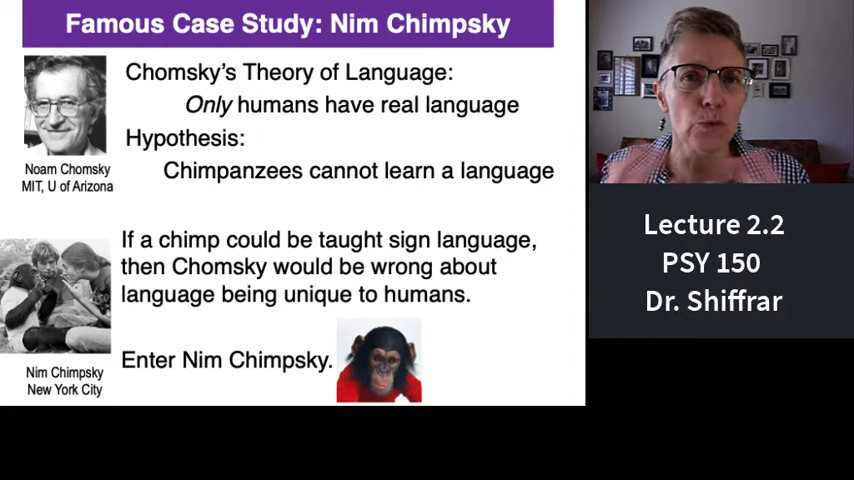 Famous Case Study: Nim Chimpsky
Chomsky's Theory of Language:
Only humans have real language
Hypothesis:
Chimpanzees cannot learn a language
Noam Chomsky
MIT, U of Arizona
If a chimp could be taught sign language,
then Chomsky would be wrong about
language being unique to humans.
Enter Nim Chimpsky.
Nim Chimpsky
New York City
Lecture 2.2
PSY 150
Dr. Shiffrar